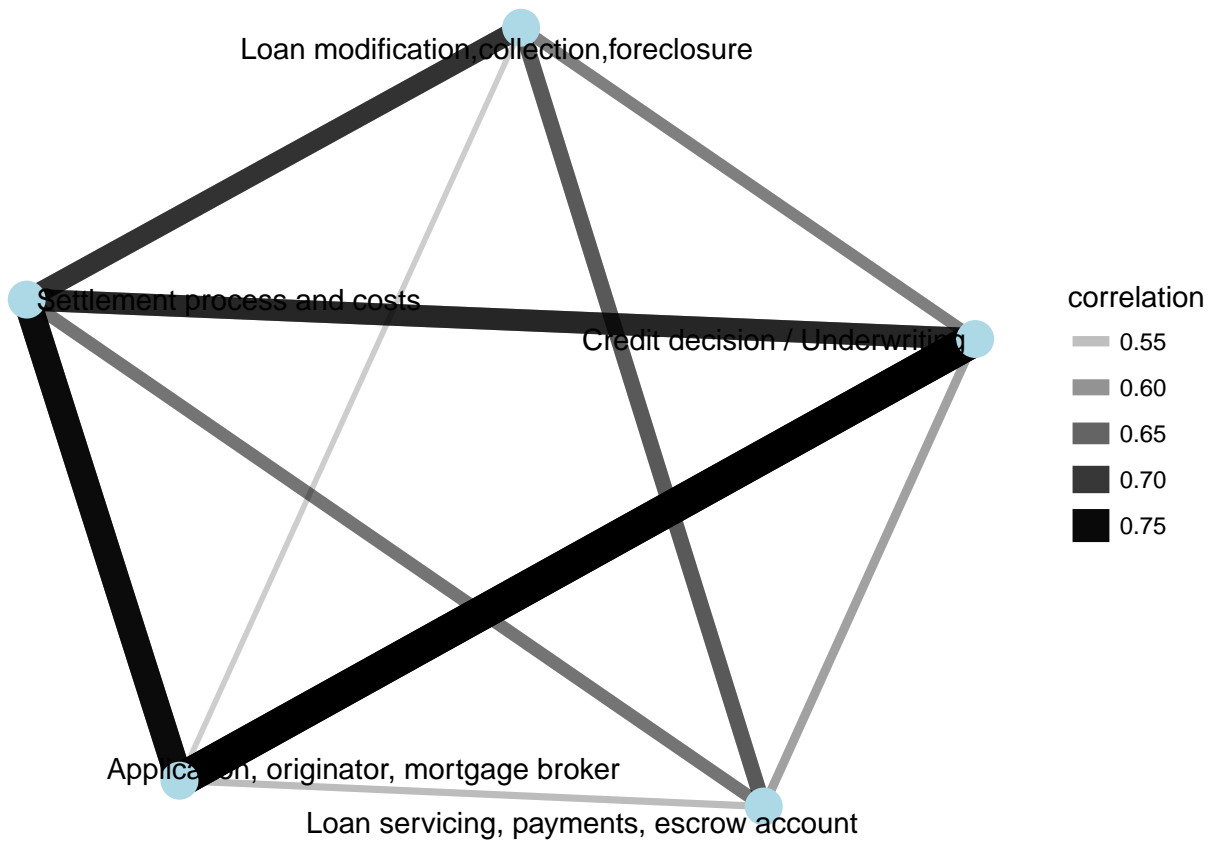 Loan modification,collection,foreclosure
Settlement process and costs
Credit decision / Underwriting
Application, originator, mortgage broker
Loan servicing, payments, escrow account
correlation
0.55
0.60
0.65
0.70
0.75